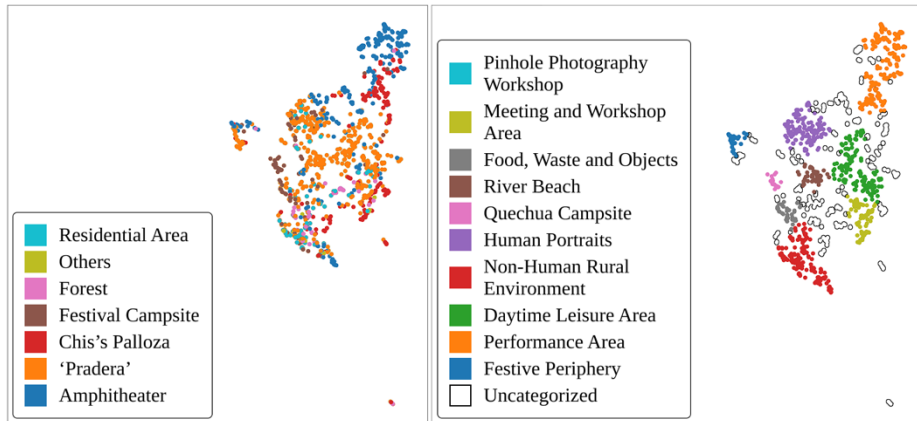 Residential Area
Others
Forest
Festival Campsite
Chis's Palloza
'Pradera'
Amphitheater
Pinhole Photography
Workshop
Meeting and Workshop
Area
Food, Waste and Objects
River Beach
Quechua Campsite
Human Portraits
Non-Human Rural
Environment
Daytime Leisure Area
Performance Area
Festive Periphery
Uncategorized